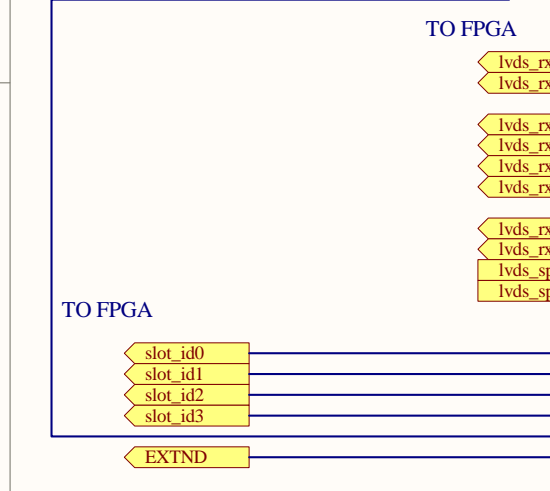 TO FPGA
lvds_rx
lvds_rx
lvds_rx
lvds_rx
lvds_rx
lvds_rx
lvds_rx
lvds_rx
lvds_sp
lvds_sp
TO FPGA
slot_id0
slot_id1
slot_id2
slot_id3
EXTND